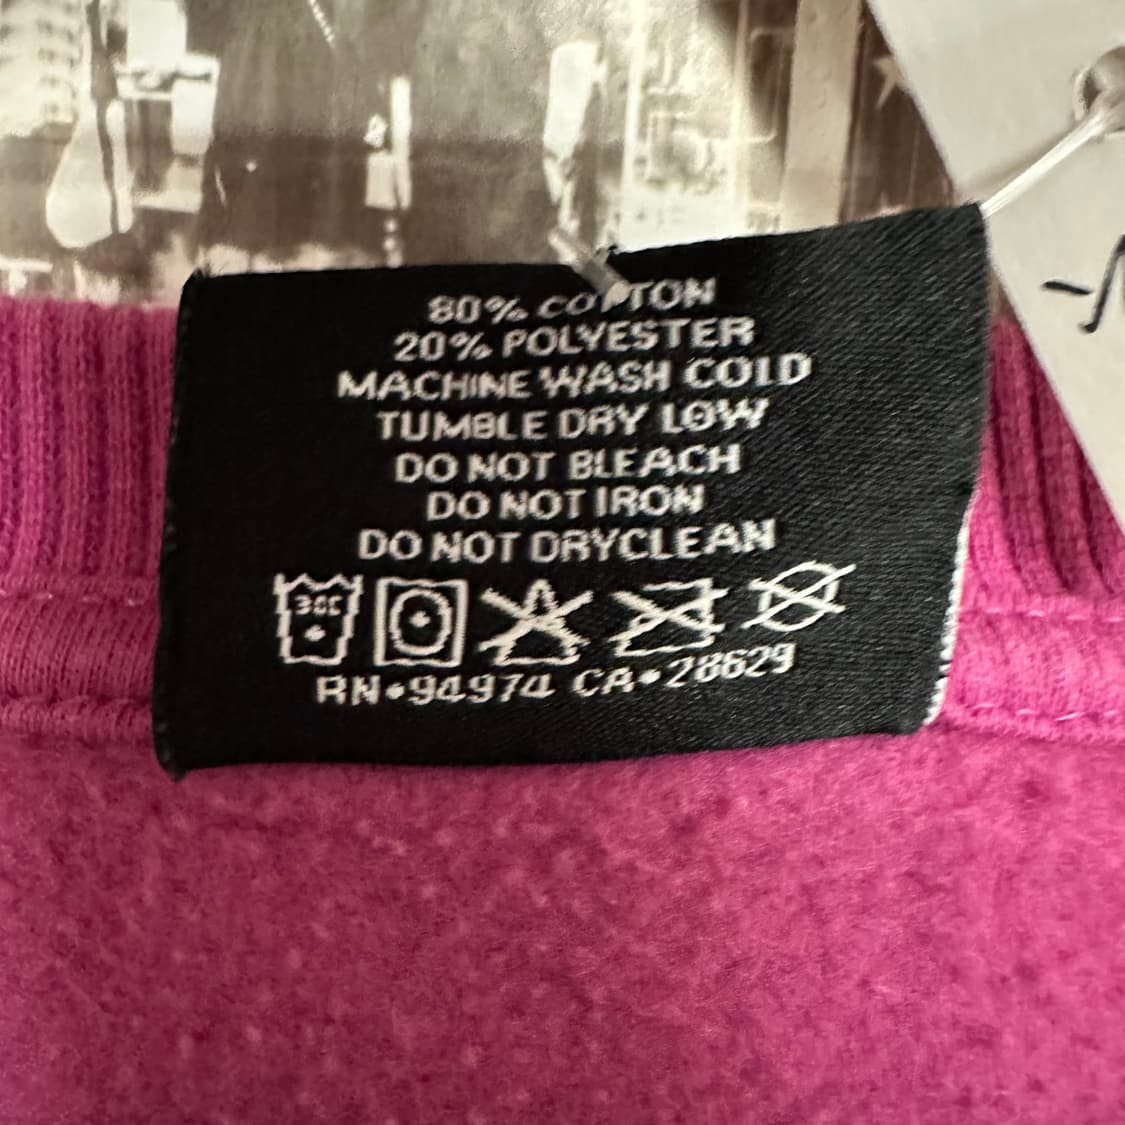 80% COTTON
20% POLYESTER
MACHINE WASH COLD
TUMBLE DRY LOW
DO NOT BLEACH
DO NOT IRON
DO NOT DRYCLEAN
30C
RN•94974 CA•28629